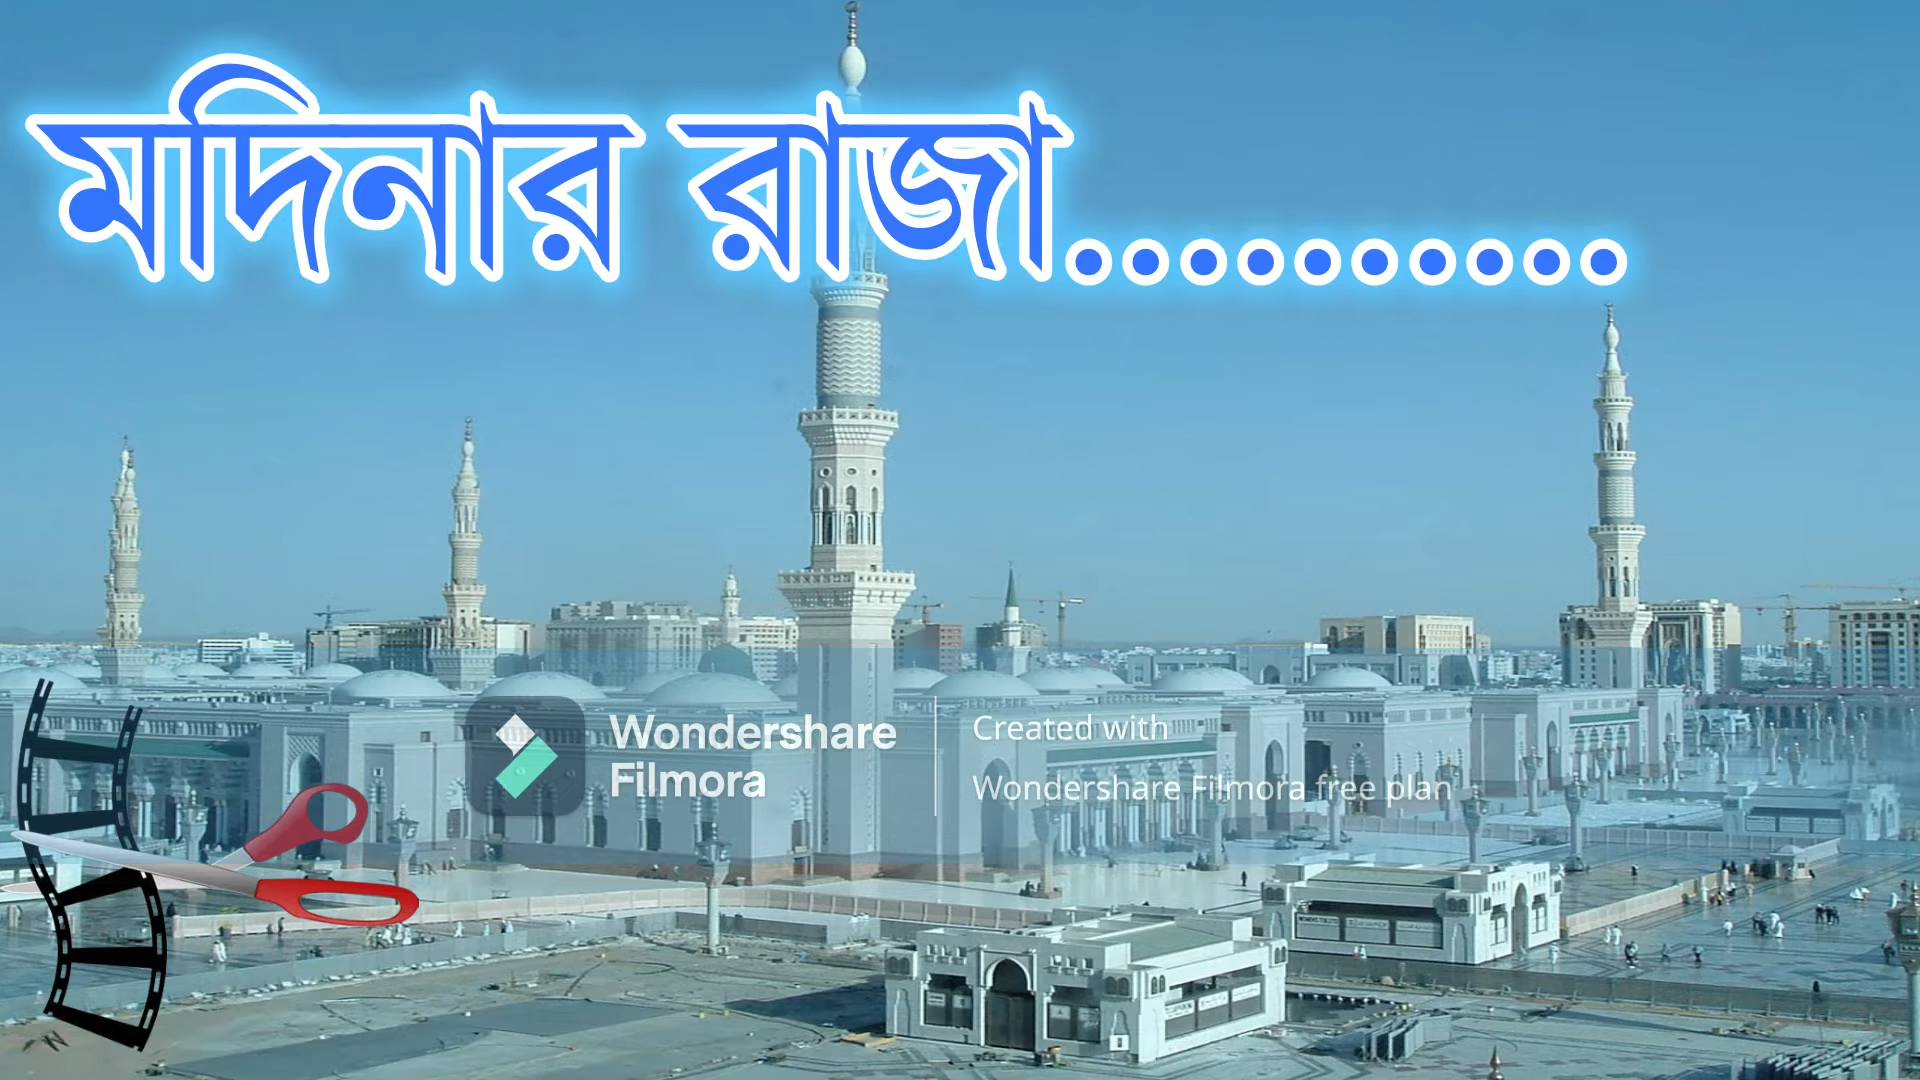 মদিনার রাজা..........
Wondershare
Filmora
Created with
Wondershare Filmora free plan